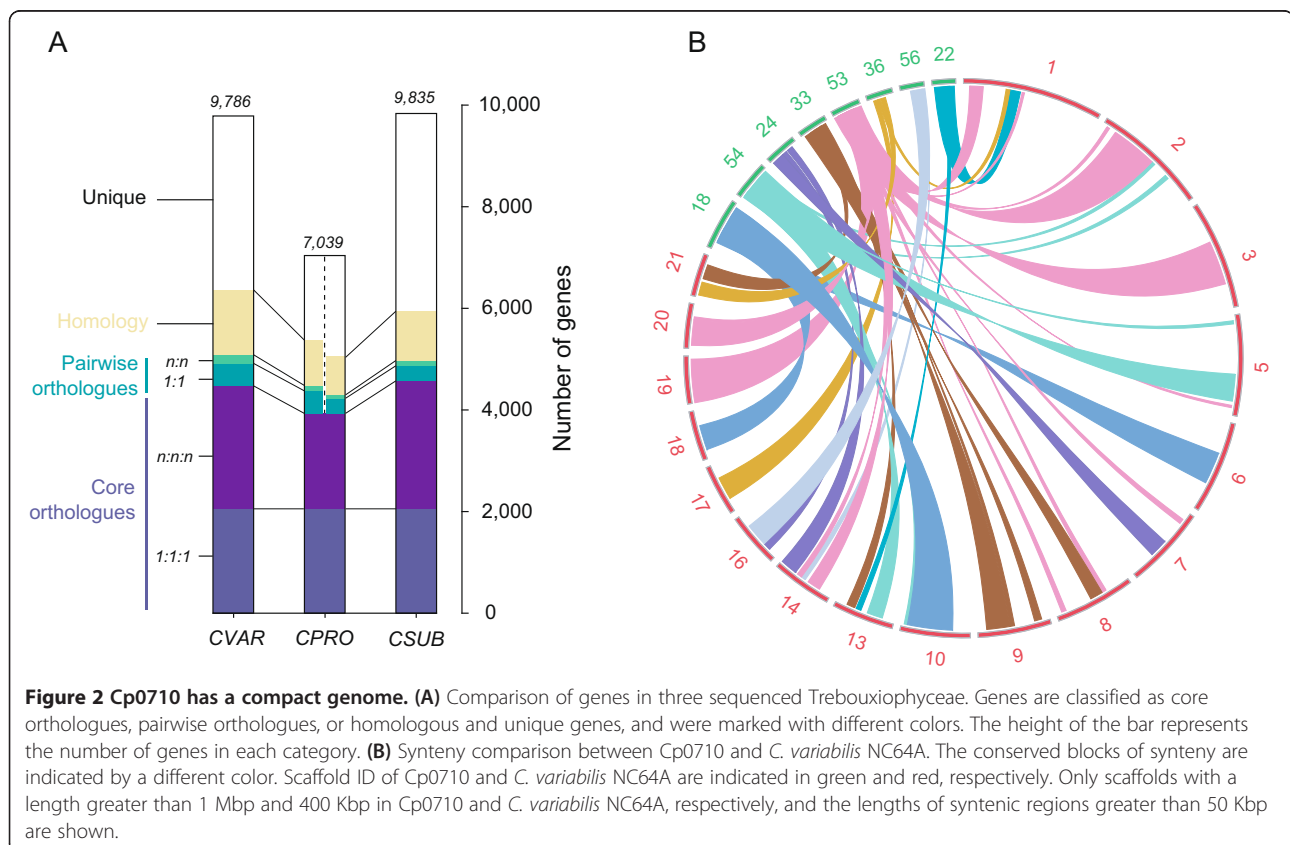 A
9,786
7,039
9,835
Unique
Homology
Pairwise
orthologues
n:n
1:1
n:n:n
Core
orthologues
1:1:1
CVAR
CPRO
CSUB
10,000
8,000
6,000
4,000
2,000
0
Number of genes
B
18
54
24
33
53
36
56
22
1
2
3
5
6
7
8
9
10
13
14
16
17
18
19
20
21
Figure 2 Cp0710 has a compact genome. (A) Comparison of genes in three sequenced Trebouxiophyceae. Genes are classified as core
orthologues, pairwise orthologues, or homologous and unique genes, and were marked with different colors. The height of the bar represents
the number of genes in each category. (B) Synteny comparison between Cp0710 and C. variabilis NC64A. The conserved blocks of synteny are
indicated by a different color. Scaffold ID of Cp0710 and C. variabilis NC64A are indicated in green and red, respectively. Only scaffolds with a
length greater than 1 Mbp and 400 Kbp in Cp0710 and C. variabilis NC64A, respectively, and the lengths of syntenic regions greater than 50 Kbp
are shown.